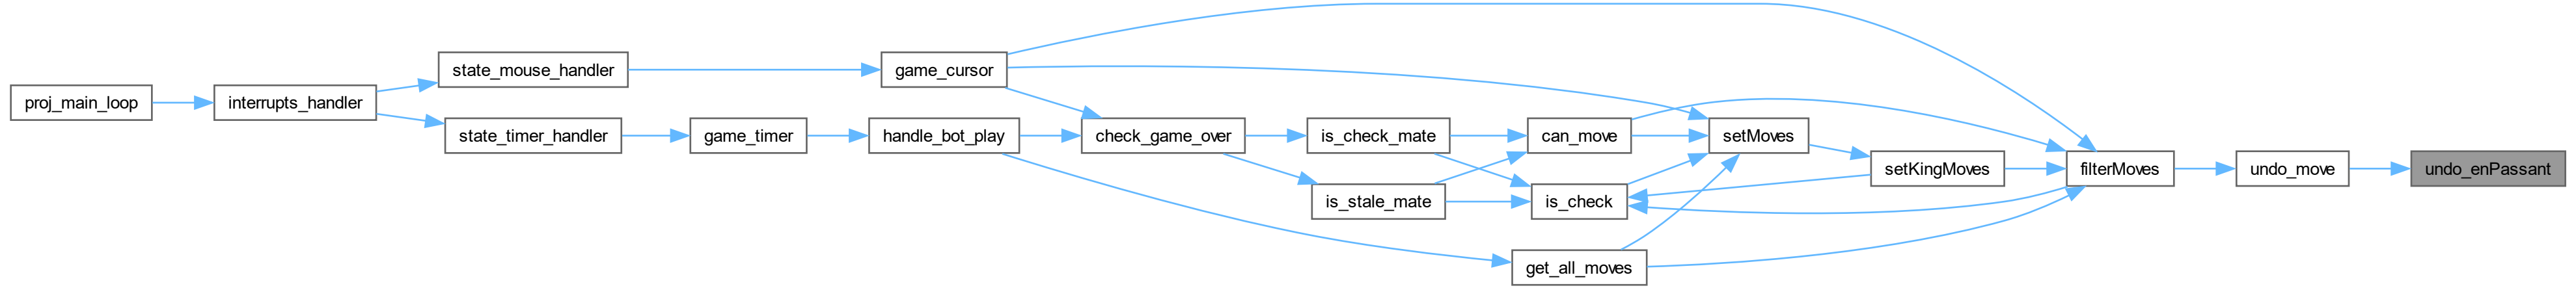 proj_main_loop
interrupts_handler
state_mouse_handler
state_timer_handler
game_timer
game_cursor
handle_bot_play
check_game_over
is_check_mate
is_stale_mate
can_move
is_check
get_all_moves
setMoves
setKingMoves
filterMoves
undo_move
undo_enPassant